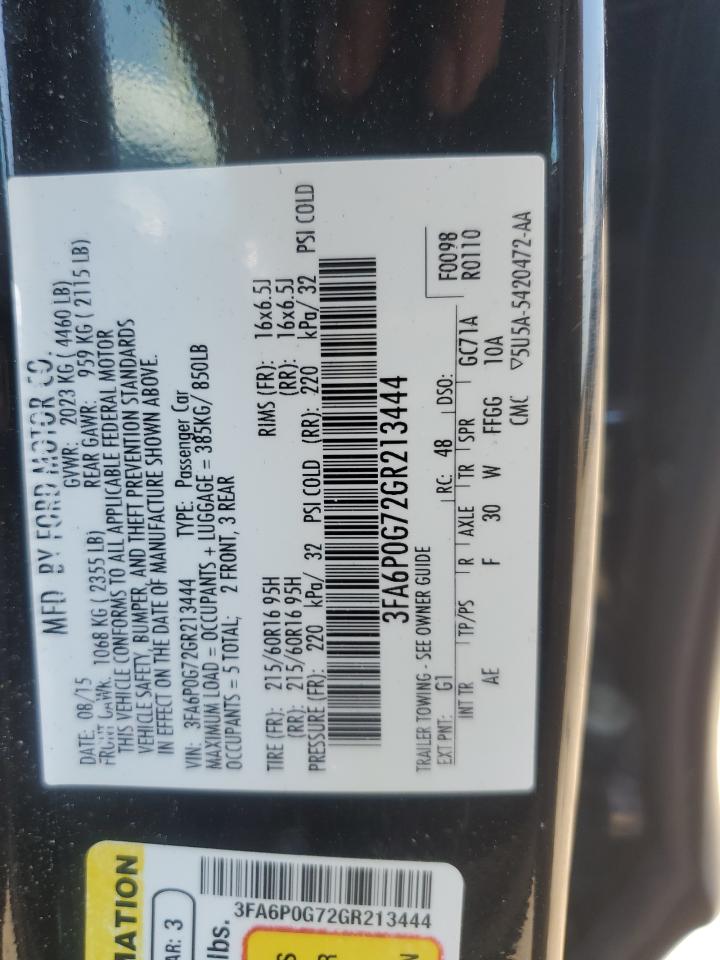 MFD. BY FORD MOTOR CO.
DATE: 08/15 GVWR: 2023 KG ( 4460 LB)
FRONT GAWR: 1068 KG ( 2355 LB) REAR GAWR: 959 KG ( 2115 LB)
THIS VEHICLE CONFORMS TO ALL APPLICABLE FEDERAL MOTOR
VEHICLE SAFETY, BUMPER, AND THEFT PREVENTION STANDARDS
IN EFFECT ON THE DATE OF MANUFACTURE SHOWN ABOVE.
VIN: 3FA6P0G72GR213444 TYPE: Passenger Car
MAXIMUM LOAD = OCCUPANTS + LUGGAGE = 385KG/ 850LB
OCCUPANTS = 5 TOTAL; 2 FRONT, 3 REAR
TIRE (FR): 215/60R16 95H RIMS (FR): 16x6.5J
(RR): 215/60R16 95H (RR): 16x6.5J
PRESSURE (FR): 220 kPa/ 32 PSI COLD (RR): 220 kPa/ 32 PSI COLD
3FA6P0G72GR213444
TRAILER TOWING - SEE OWNER GUIDE
F0098
R0110
EXT PNT: G1 RC: 48 DSO: GC71A
INT TR TP/PS R AXLE TR SPR 10A
AE F 30 W FFGG
CMC ▽5U5A-5420472-AA
MATION
AR: 3
lbs.
3FA6P0G72GR213444
S
R
N